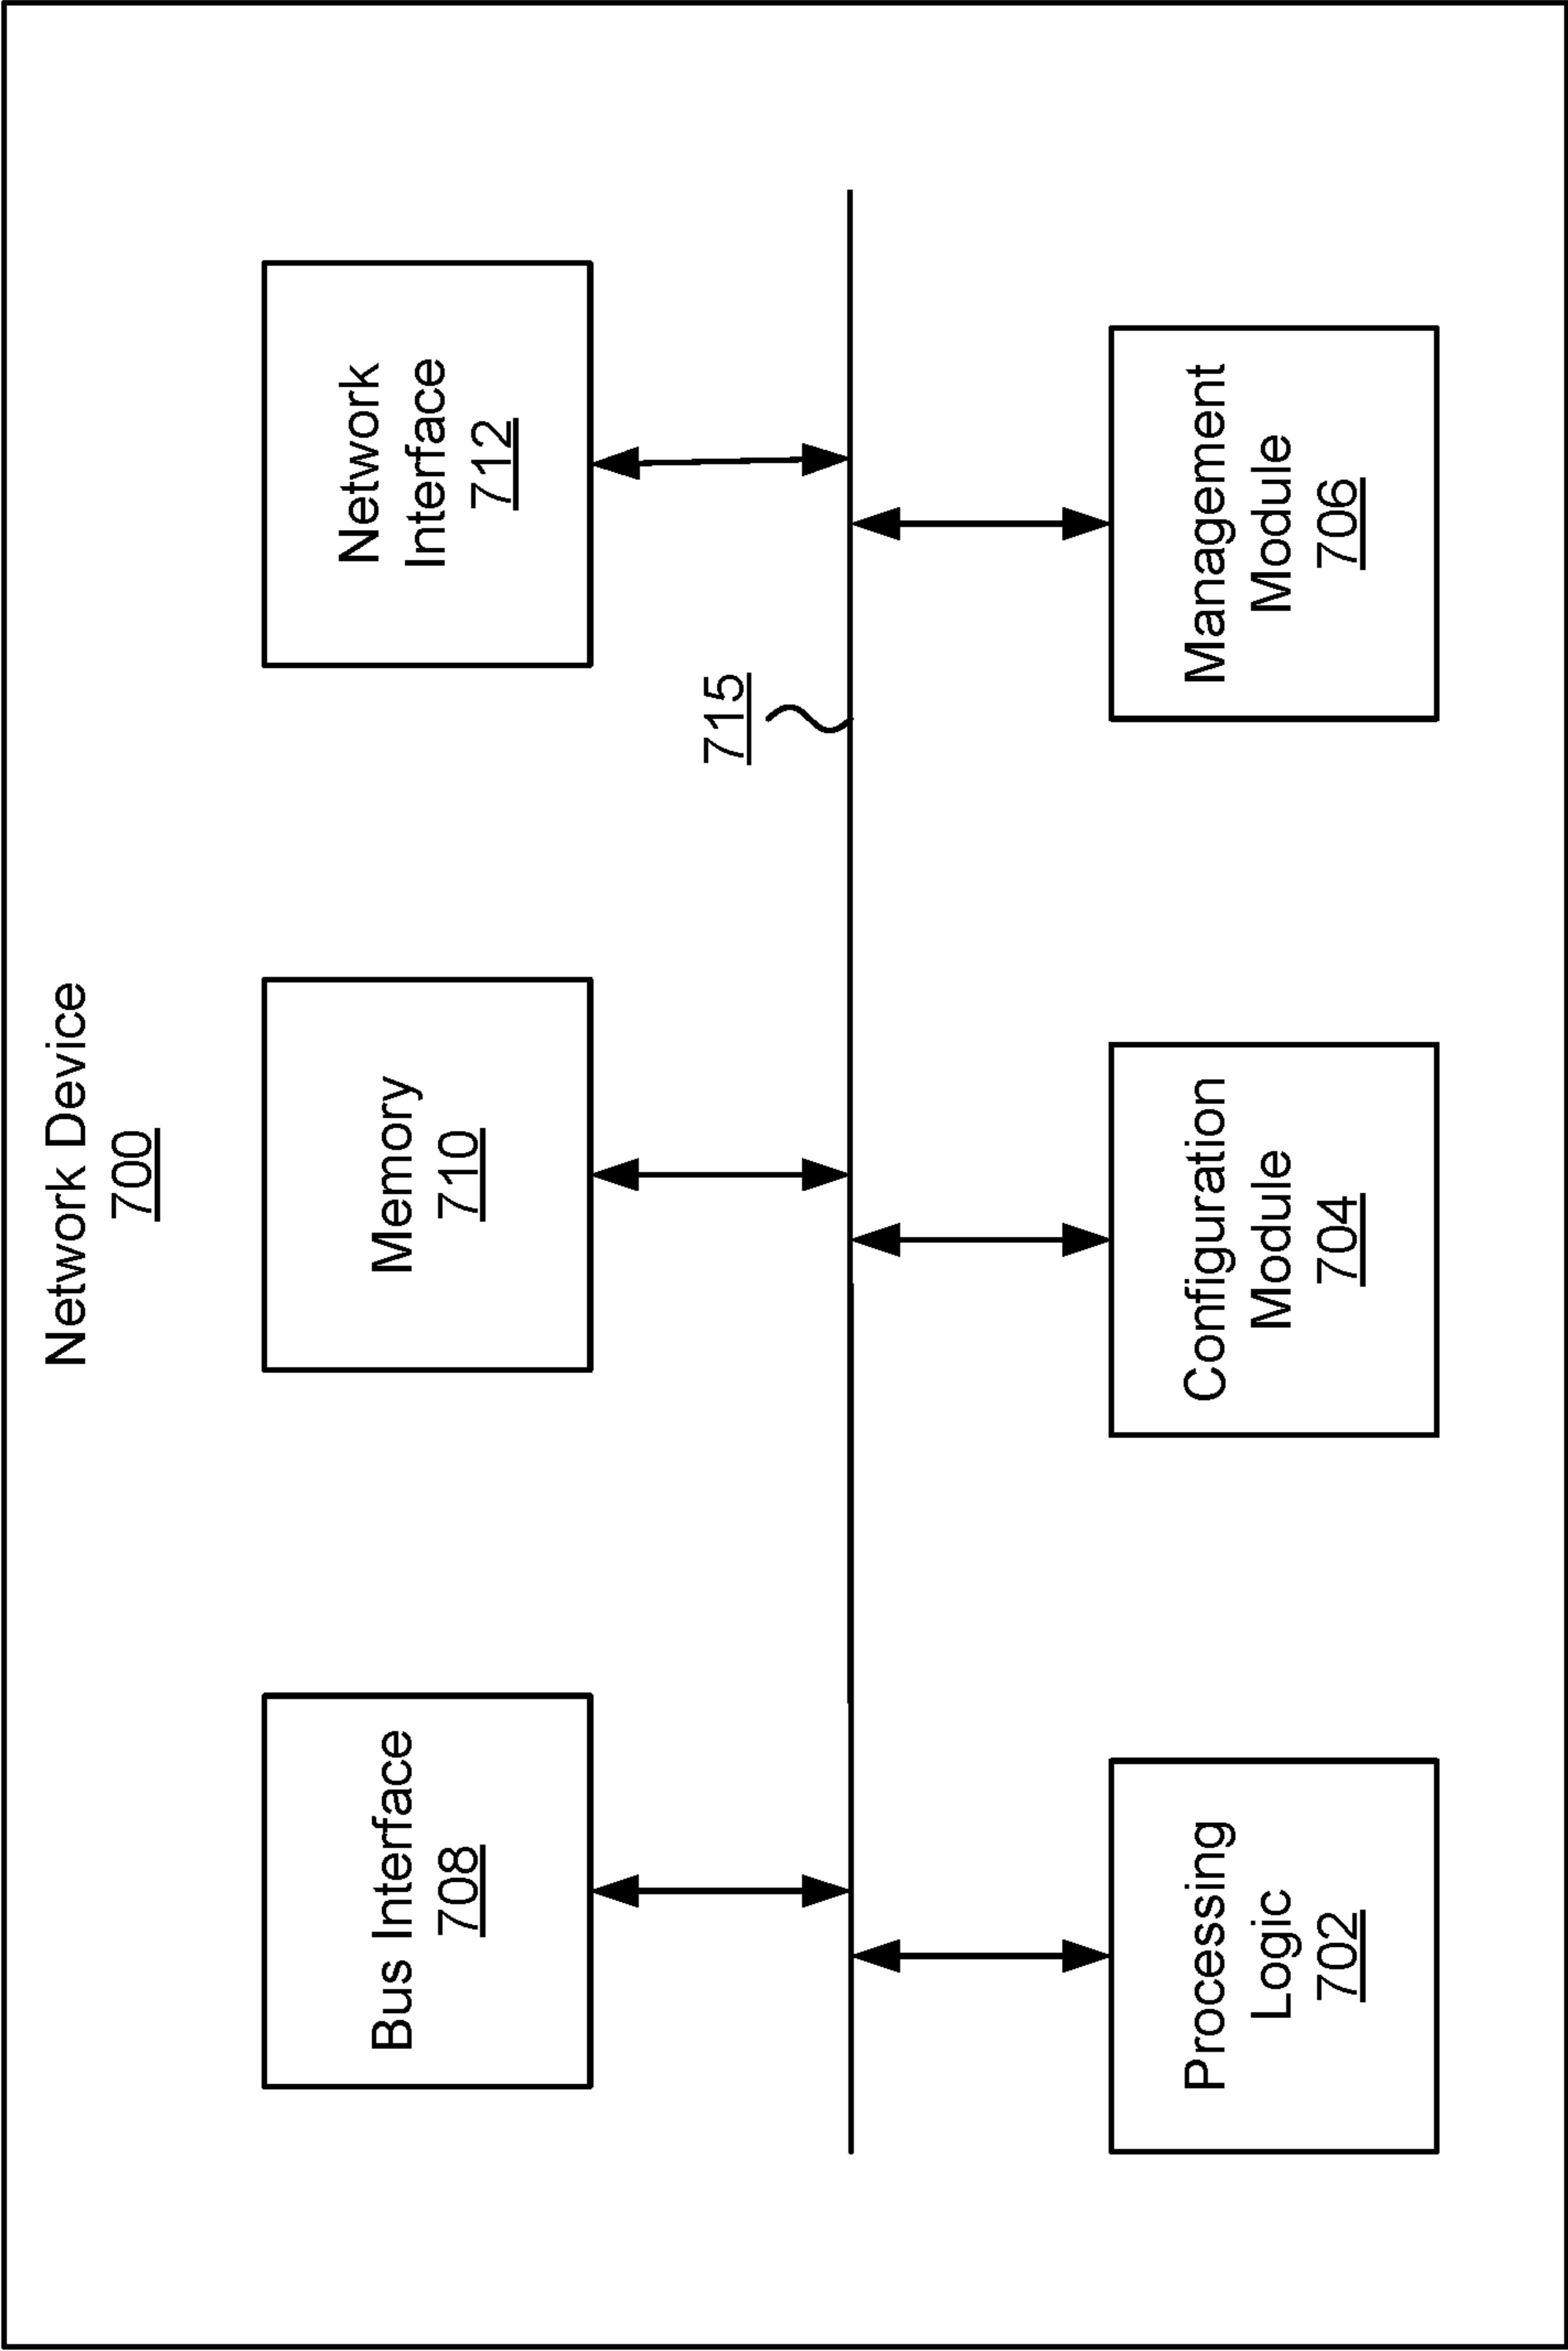 Network Device
700
Bus Interface
708
Memory
710
Network
Interface
712
715
Processing
Logic
702
Configuration
Module
704
Management
Module
706